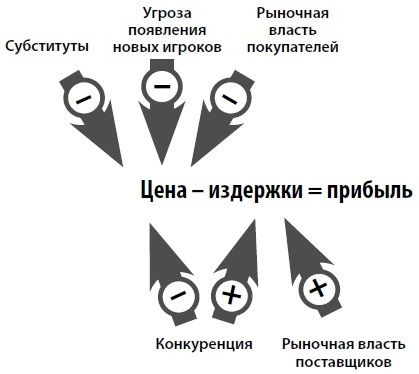 Субституты
Угроза
появления
новых игроков
Рыночная
власть
покупателей
−
−
−
Цена – издержки = прибыль
−
+
+
Конкуренция
Рыночная власть
поставщиков